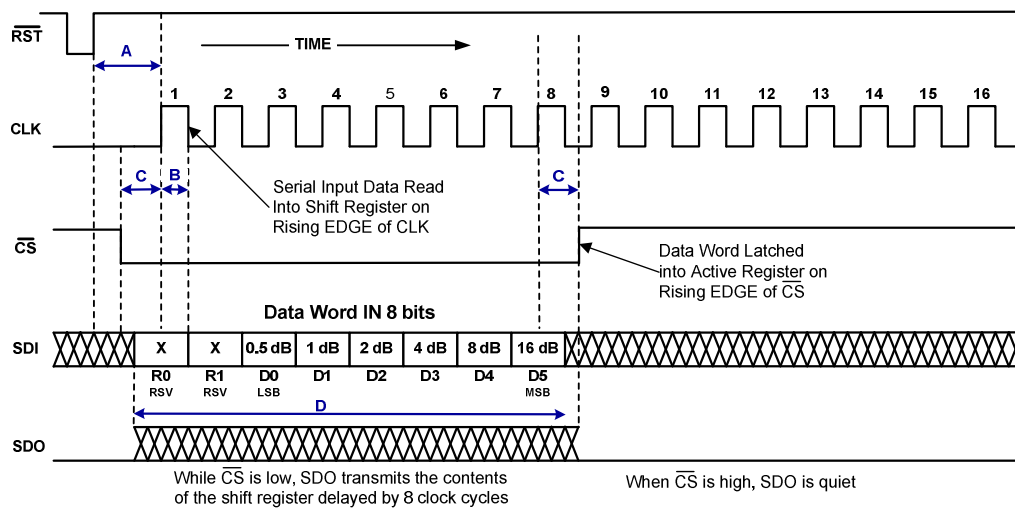 RST
A
TIME
1 2 3 4 5 6 7 8 9 10 11 12 13 14 15 16
CLK
C B C
Serial Input Data Read
Into Shift Register on
Rising EDGE of CLK
CS
Data Word Latched
into Active Register on
Rising EDGE of CS
Data Word IN 8 bits
SDI
X X 0.5 dB 1 dB 2 dB 4 dB 8 dB 16 dB
R0 R1 D0 D1 D2 D3 D4 D5
RSV RSV LSB MSB
D
SDO
While CS is low, SDO transmits the contents
of the shift register delayed by 8 clock cycles
When CS is high, SDO is quiet